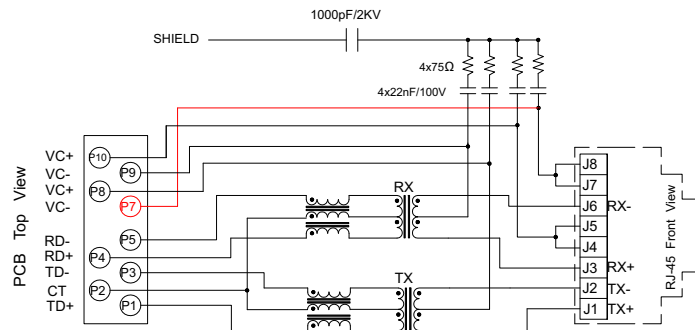 1000pF/2KV
SHIELD
4x75Ω
4x22nF/100V
VC+ P10
VC- P9
VC+ P8
VC- P7
RD- P5
RD+ P4
TD- P3
CT P2
TD+ P1
PCB Top View
RX
TX
J8
J7
J6 RX-
J5
J4
J3 RX+
J2 TX-
J1 TX+
RJ-45 Front View